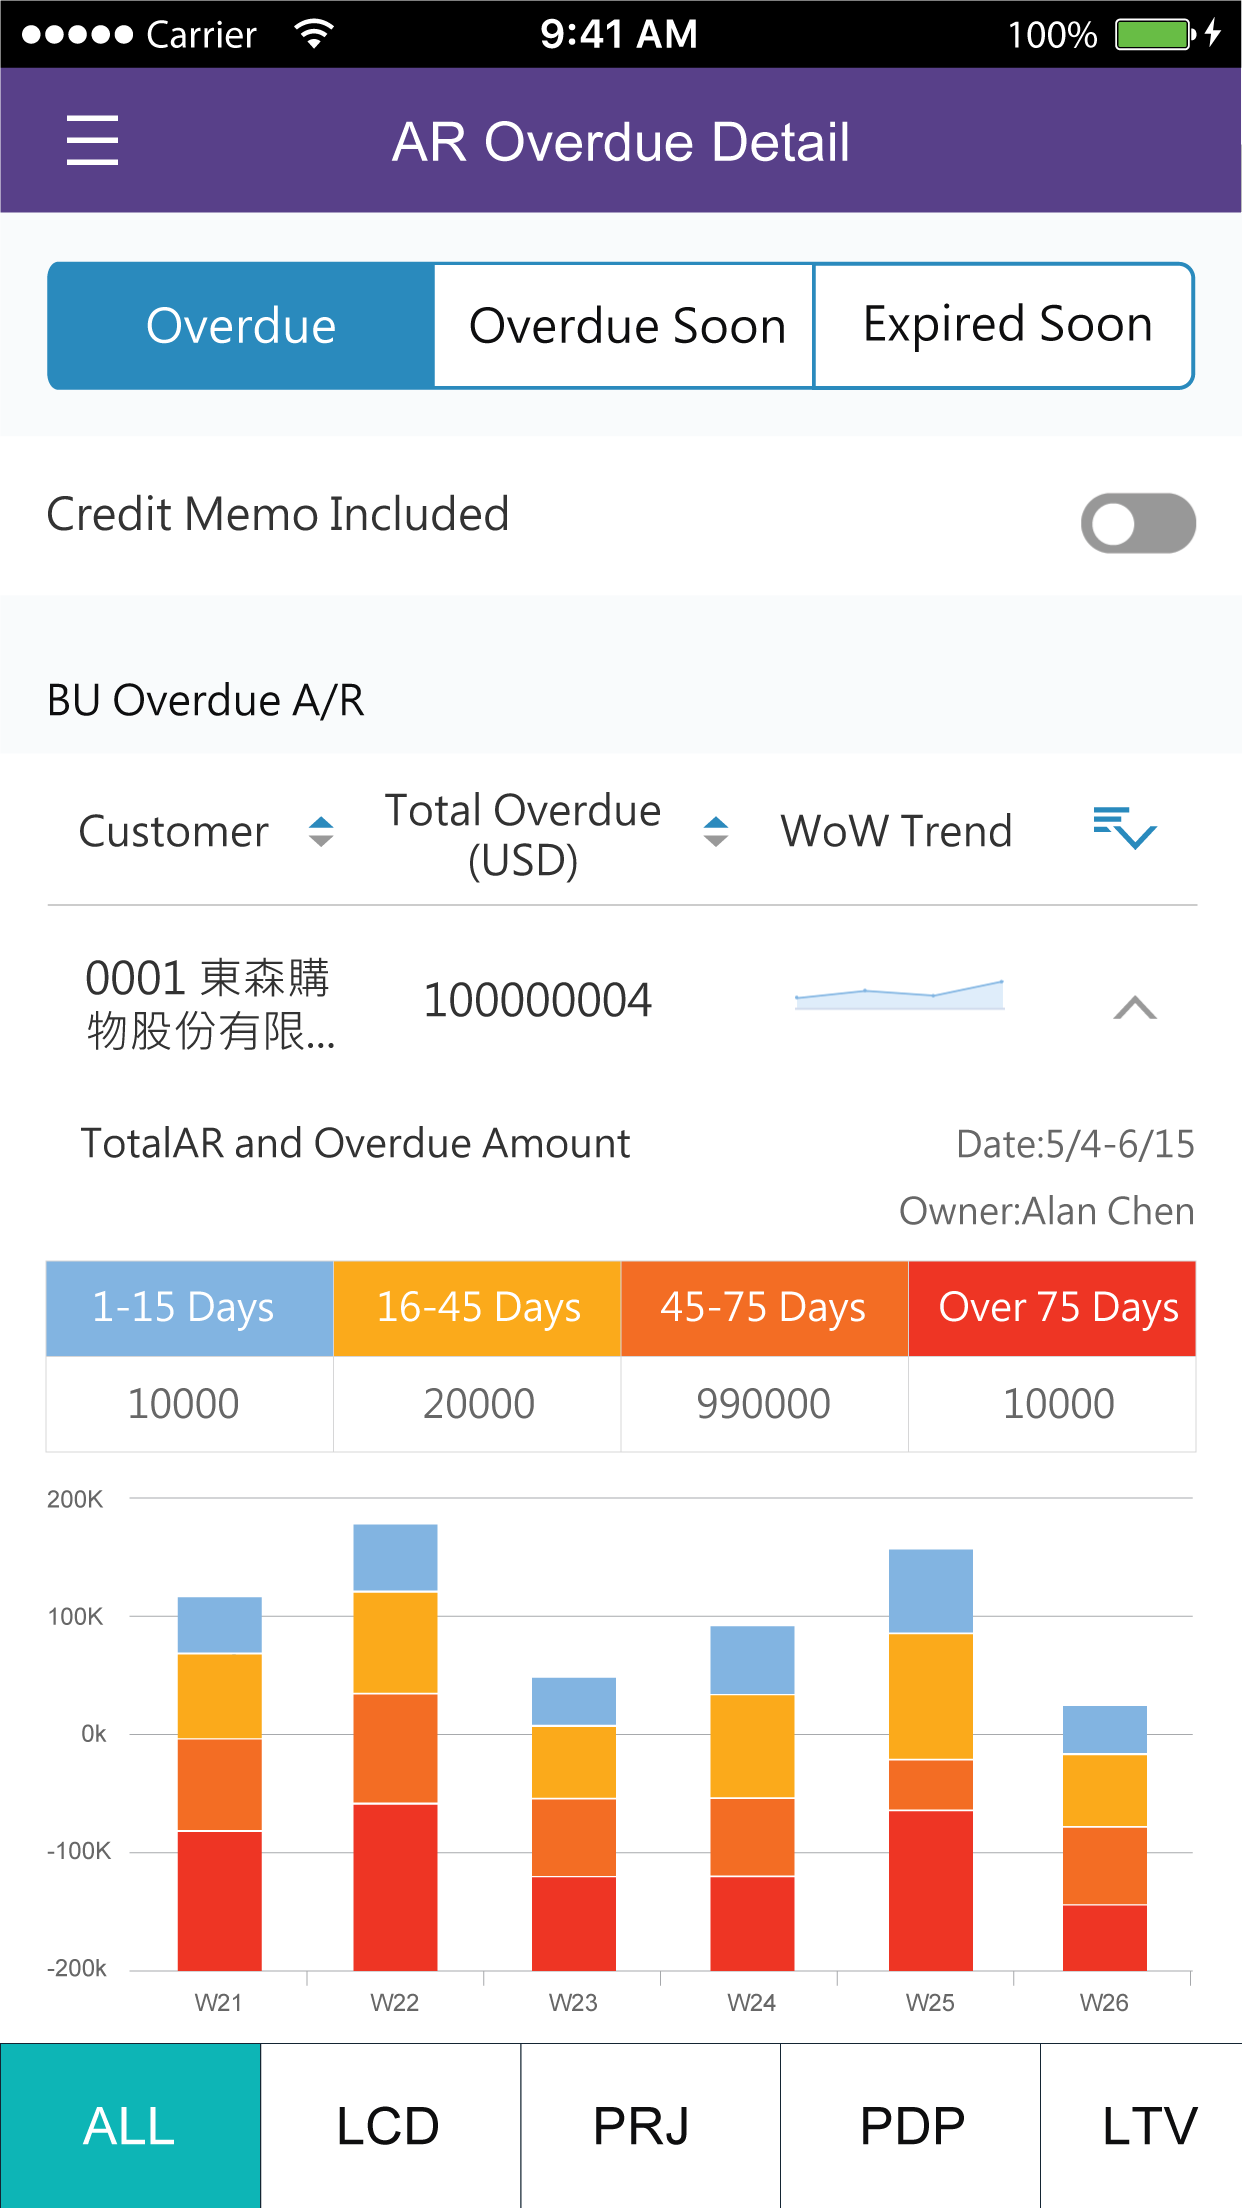 Carrier 9:41 AM 100%
AR Overdue Detail
Overdue Overdue Soon Expired Soon
Credit Memo Included
BU Overdue A/R
Customer Total Overdue (USD) WoW Trend
0001 東森購
物股份有限...
100000004
TotalAR and Overdue Amount Date:5/4-6/15
Owner:Alan Chen
1-15 Days 16-45 Days 45-75 Days Over 75 Days
10000 20000 990000 10000
200K
100K
0k
-100K
-200k
W21 W22 W23 W24 W25 W26
ALL LCD PRJ PDP LTV